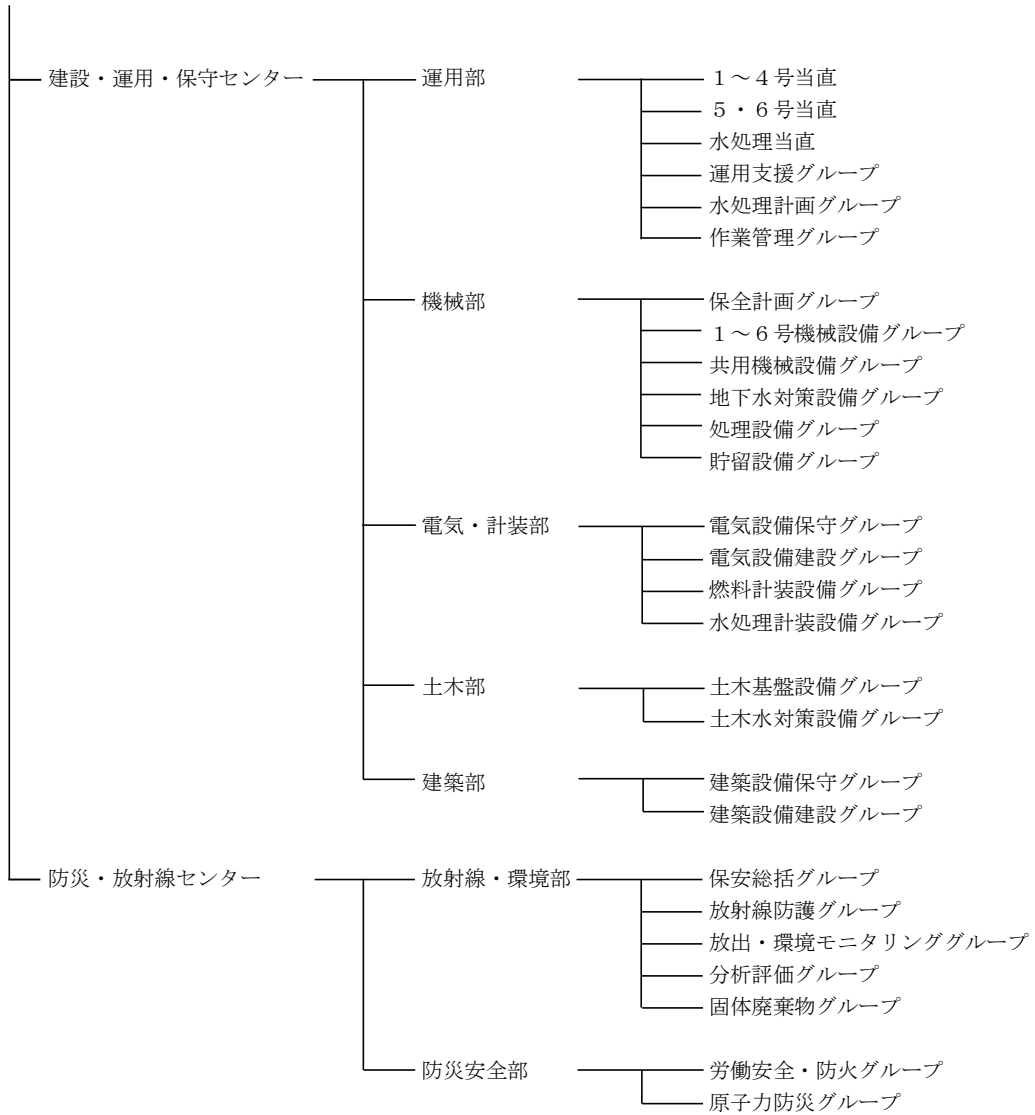 建設・運用・保守センター 運用部 １～４号当直
５・６号当直
水処理当直
運用支援グループ
水処理計画グループ
作業管理グループ
機械部 保全計画グループ
１～６号機械設備グループ
共用機械設備グループ
地下水対策設備グループ
処理設備グループ
貯留設備グループ
電気・計装部 電気設備保守グループ
電気設備建設グループ
燃料計装設備グループ
水処理計装設備グループ
土木部 土木基盤設備グループ
土木水対策設備グループ
建築部 建築設備保守グループ
建築設備建設グループ
防災・放射線センター 放射線・環境部 保安総括グループ
放射線防護グループ
放出・環境モニタリンググループ
分析評価グループ
固体廃棄物グループ
防災安全部 労働安全・防火グループ
原子力防災グループ